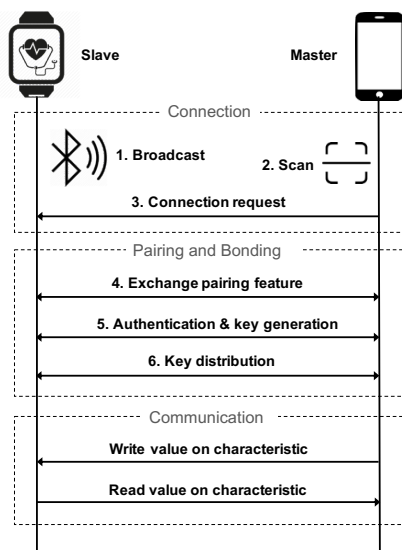 Slave
Master
Connection
1. Broadcast
2. Scan
3. Connection request
Pairing and Bonding
4. Exchange pairing feature
5. Authentication & key generation
6. Key distribution
Communication
Write value on characteristic
Read value on characteristic